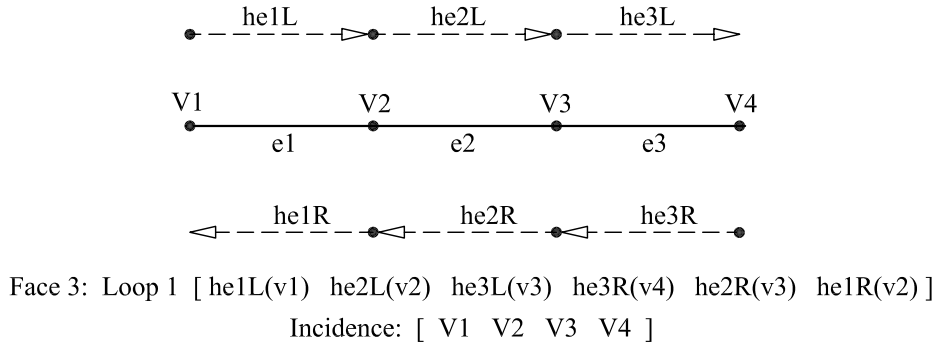 he1L he2L he3L
V1 V2 V3 V4
e1 e2 e3
he1R he2R he3R
Face 3: Loop 1 [ he1L(v1) he2L(v2) he3L(v3) he3R(v4) he2R(v3) he1R(v2) ]
Incidence: [ V1 V2 V3 V4 ]